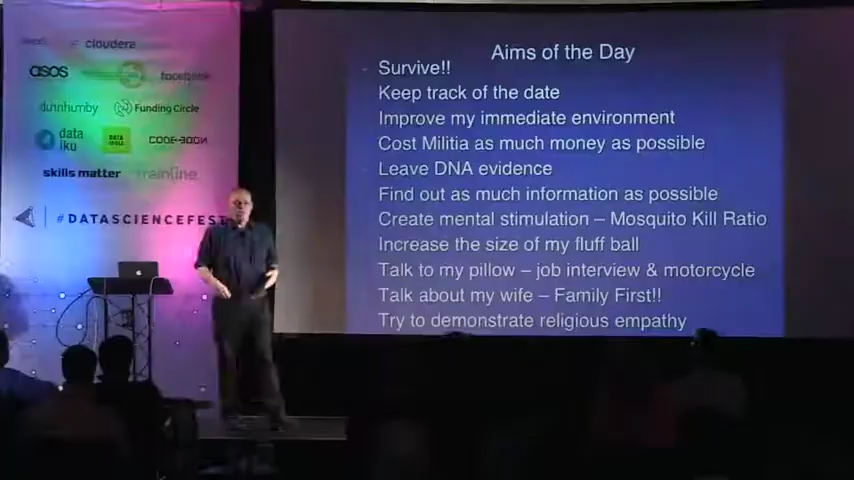 cloudera
asos
facebook
dunnhumby
Funding Circle
data
iku
DATA
IDOLS
skills matter
trainline
#DATASCIENCEFEST
Aims of the Day
- Survive!!
Keep track of the date
Improve my immediate environment
Cost Militia as much money as possible
- Leave DNA evidence
Find out as much information as possible
Create mental stimulation – Mosquito Kill Ratio
Increase the size of my fluff ball
Talk to my pillow – job interview & motorcycle
Talk about my wife – Family First!!
Try to demonstrate religious empathy